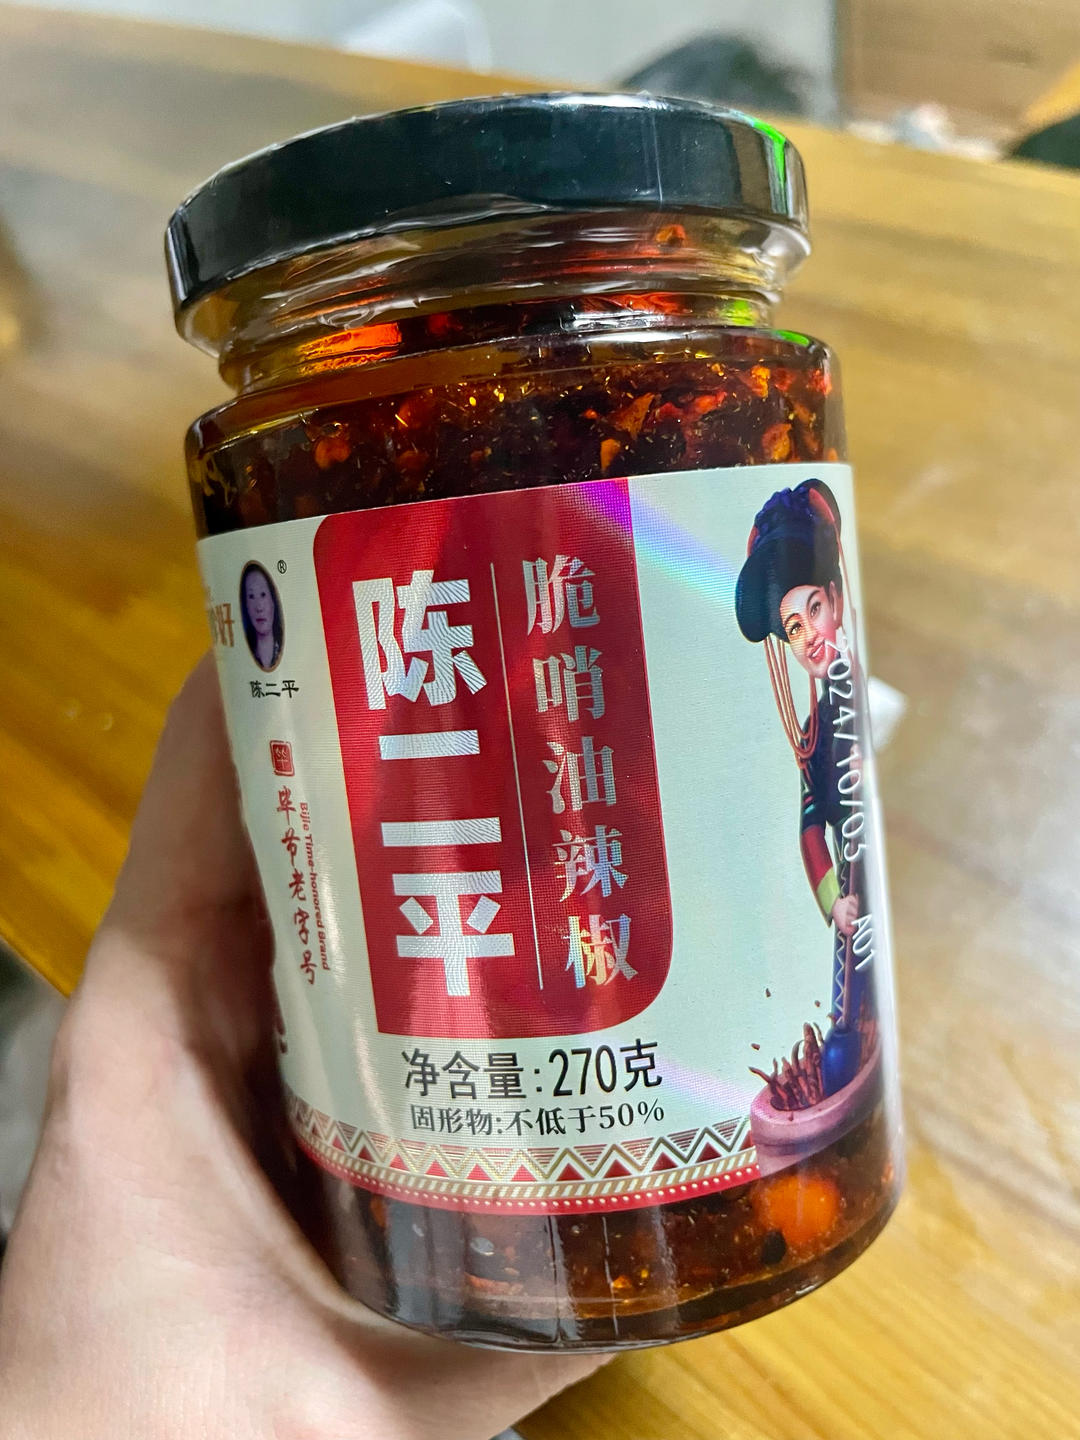 ®
陈二平
毕节老字号
Bijie Time-honored Brand
陈二平
脆哨油辣椒
净含量:270克
固形物:不低于50%
2024/10/05 A01